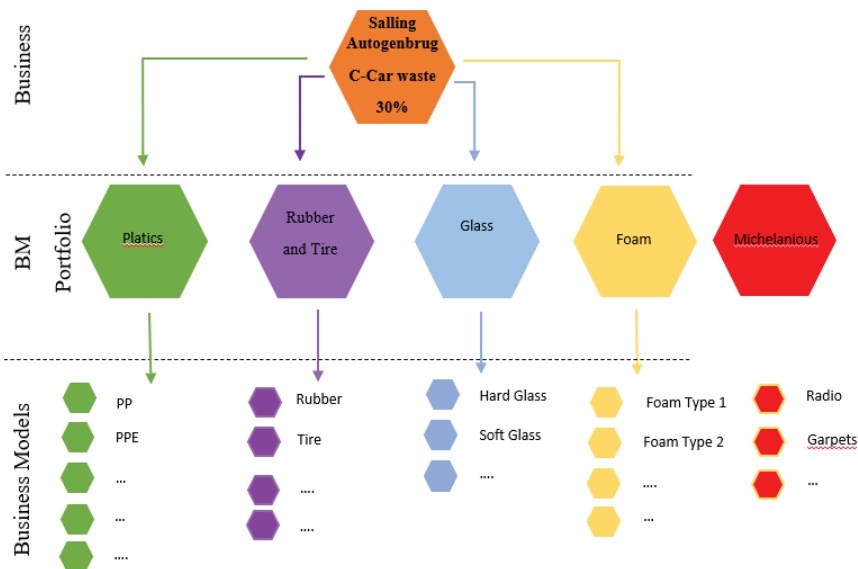 Business
Salling
Autogenbrug
C-Car waste
30%
BM
Portfolio
Platics
Rubber
and Tire
Glass
Foam
Michelanious
Business Models
PP
PPE
...
...
....
Rubber
Tire
....
....
Hard Glass
Soft Glass
....
Foam Type 1
Foam Type 2
....
...
Radio
Garpets
...